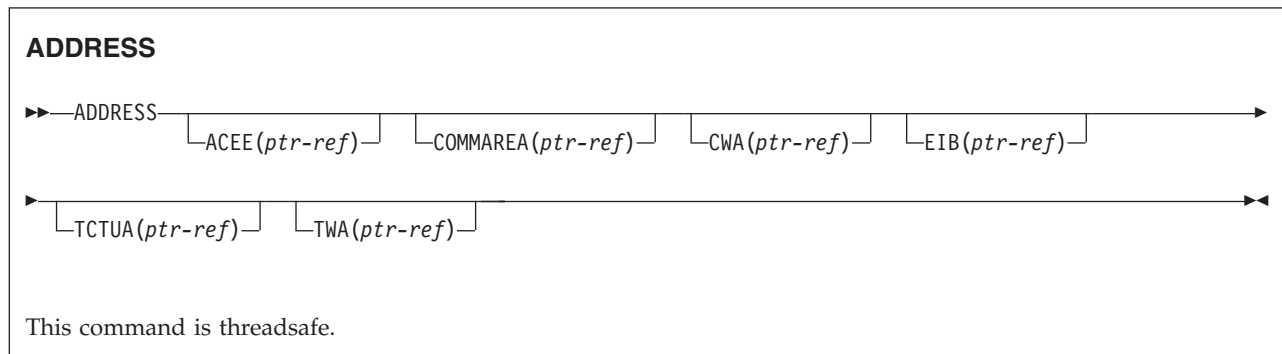 ADDRESS
ADDRESS
ACEE(ptr-ref) COMMAREA(ptr-ref) CWA(ptr-ref) EIB(ptr-ref)
TCTUA(ptr-ref) TWA(ptr-ref)
This command is threadsafe.